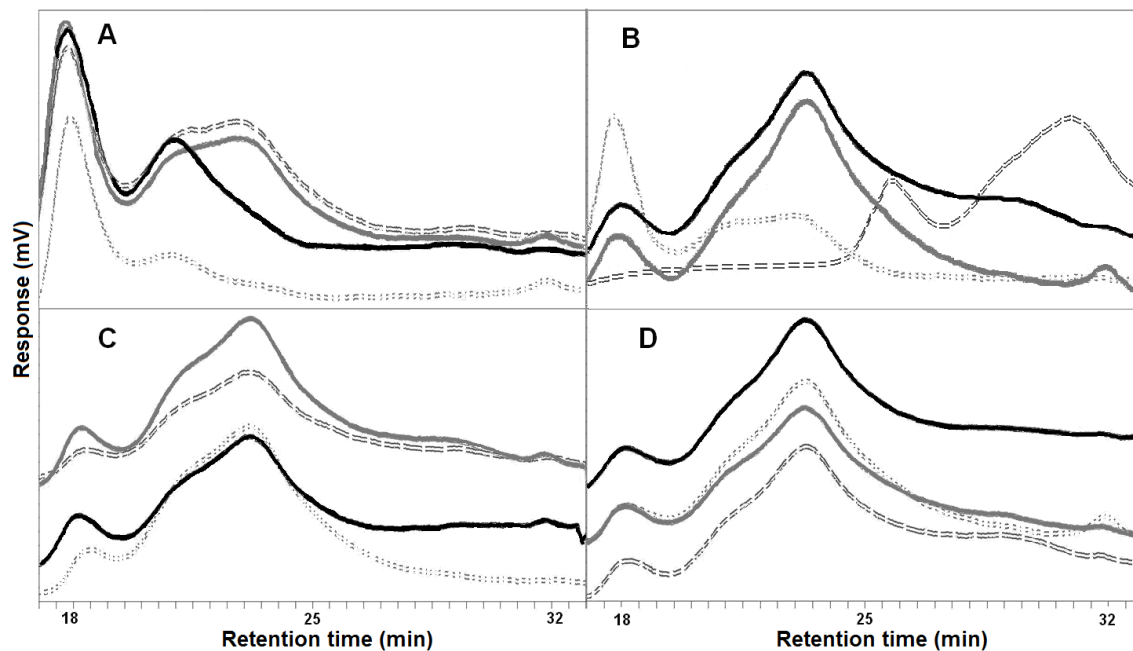 A
B
Response (mV)
C
D
18 25 32 18 25 32
Retention time (min) Retention time (min)